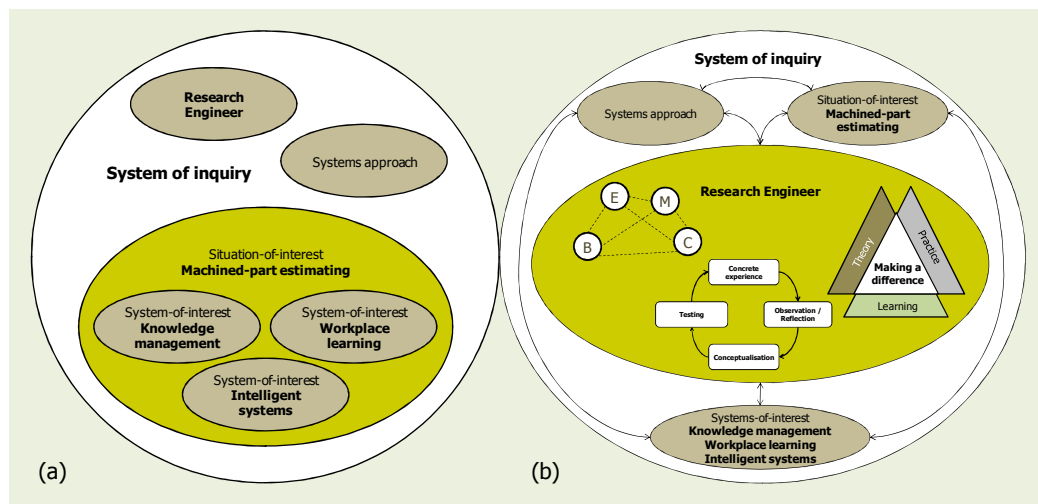 Research
Engineer
Systems approach
System of inquiry
Situation-of-interest
Machined-part estimating
System-of-interest
Knowledge
management
System-of-interest
Workplace
learning
System-of-interest
Intelligent
systems
(a)
System of inquiry
Systems approach
Situation-of-interest
Machined-part
estimating
Research Engineer
E
M
B
C
Concrete
experience
Testing
Observation /
Reflection
Conceptualisation
Theory
Practice
Making a
difference
Learning
Systems-of-interest
Knowledge management
Workplace learning
Intelligent systems
(b)